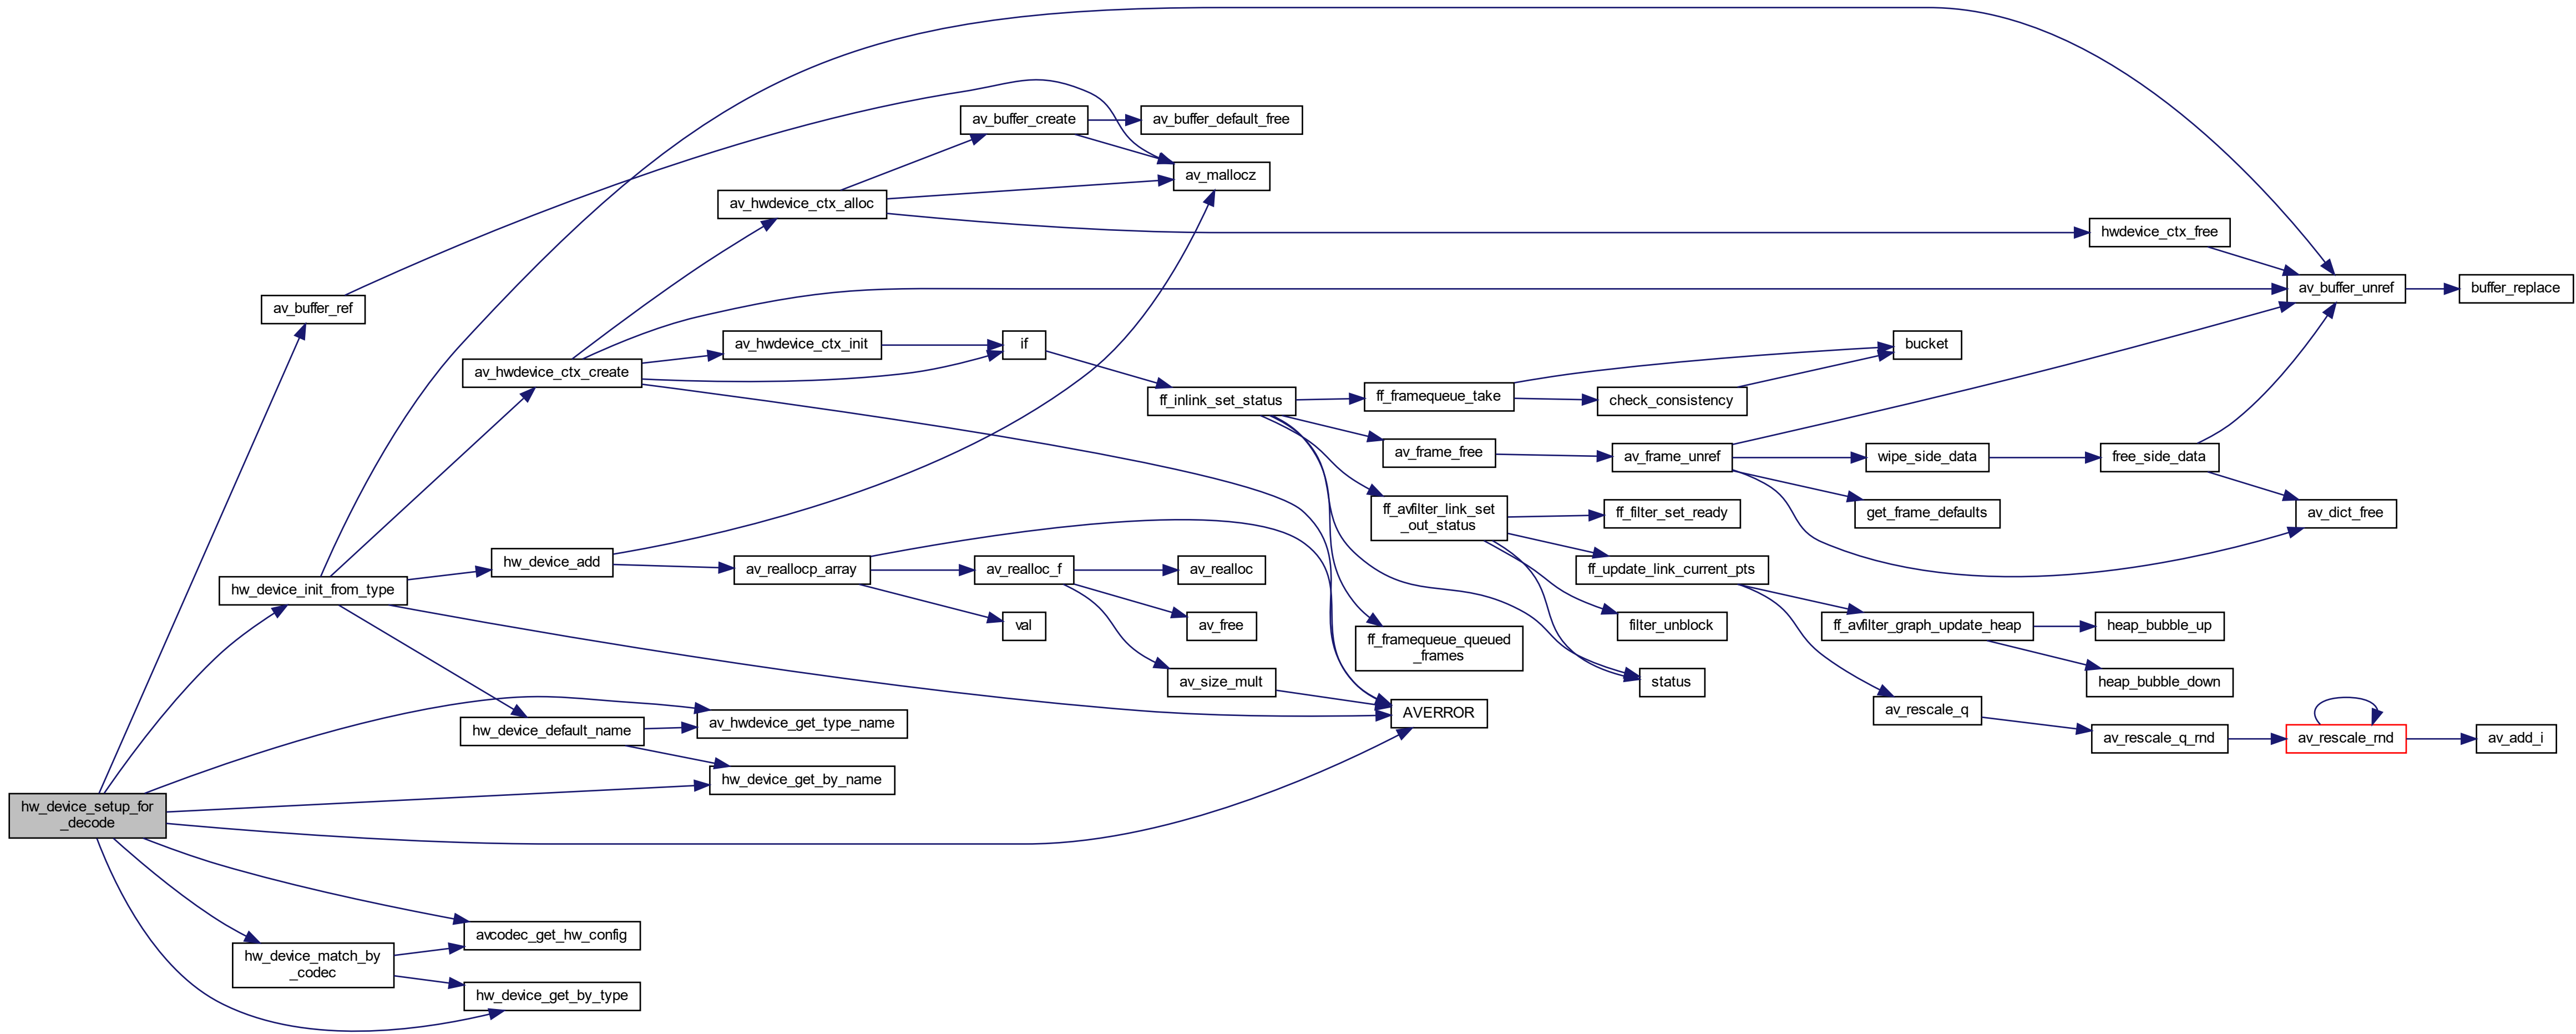 hw_device_setup_for
_decode
av_buffer_ref
hw_device_init_from_type
hw_device_match_by
_codec
av_hwdevice_ctx_create
hw_device_add
hw_device_default_name
avcodec_get_hw_config
hw_device_get_by_type
av_hwdevice_ctx_alloc
av_hwdevice_ctx_init
av_reallocp_array
av_hwdevice_get_type_name
hw_device_get_by_name
av_buffer_create
if
av_realloc_f
val
av_buffer_default_free
av_mallocz
ff_inlink_set_status
av_realloc
av_free
av_size_mult
ff_framequeue_take
av_frame_free
ff_avfilter_link_set
_out_status
ff_framequeue_queued
_frames
AVERROR
check_consistency
av_frame_unref
ff_filter_set_ready
ff_update_link_current_pts
filter_unblock
status
bucket
wipe_side_data
get_frame_defaults
ff_avfilter_graph_update_heap
av_rescale_q
hwdevice_ctx_free
free_side_data
heap_bubble_up
heap_bubble_down
av_rescale_q_rnd
av_buffer_unref
av_dict_free
av_rescale_rnd
buffer_replace
av_add_i